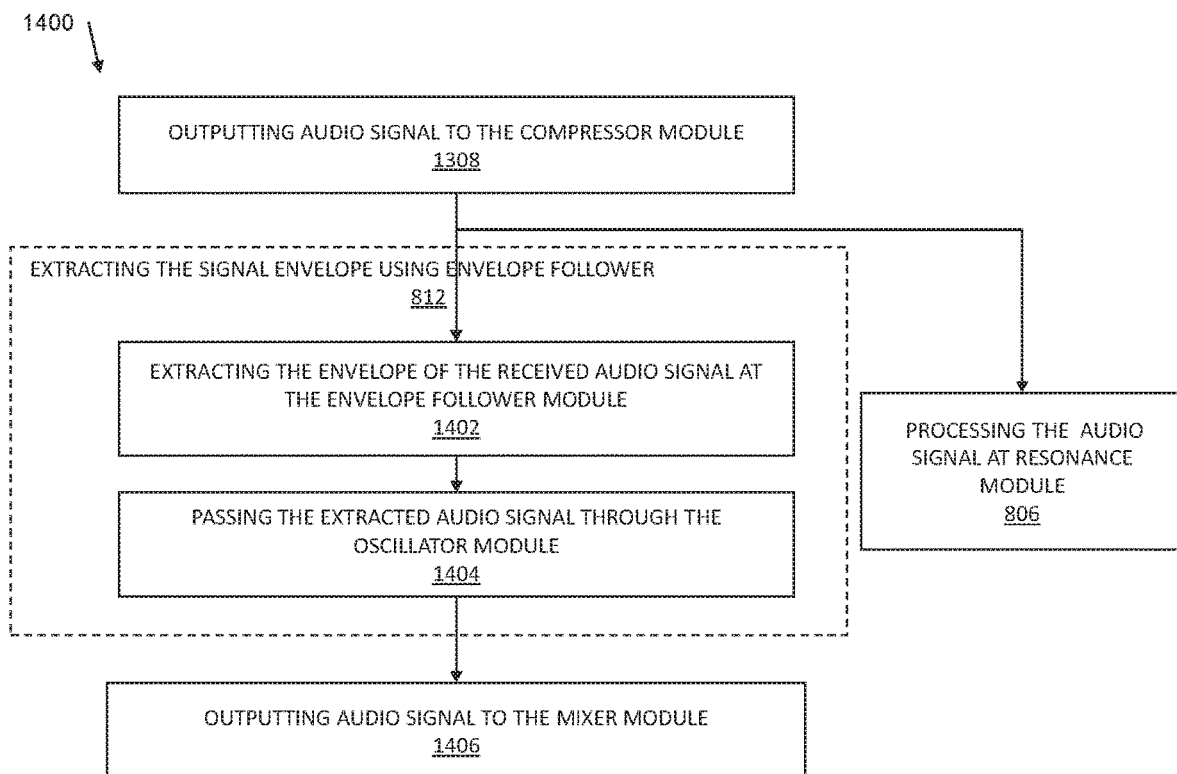 1400
OUTPUTTING AUDIO SIGNAL TO THE COMPRESSOR MODULE
1308
EXTRACTING THE SIGNAL ENVELOPE USING ENVELOPE FOLLOWER
812
EXTRACTING THE ENVELOPE OF THE RECEIVED AUDIO SIGNAL AT
THE ENVELOPE FOLLOWER MODULE
1402
PASSING THE EXTRACTED AUDIO SIGNAL THROUGH THE
OSCILLATOR MODULE
1404
PROCESSING THE AUDIO
SIGNAL AT RESONANCE
MODULE
806
OUTPUTTING AUDIO SIGNAL TO THE MIXER MODULE
1406